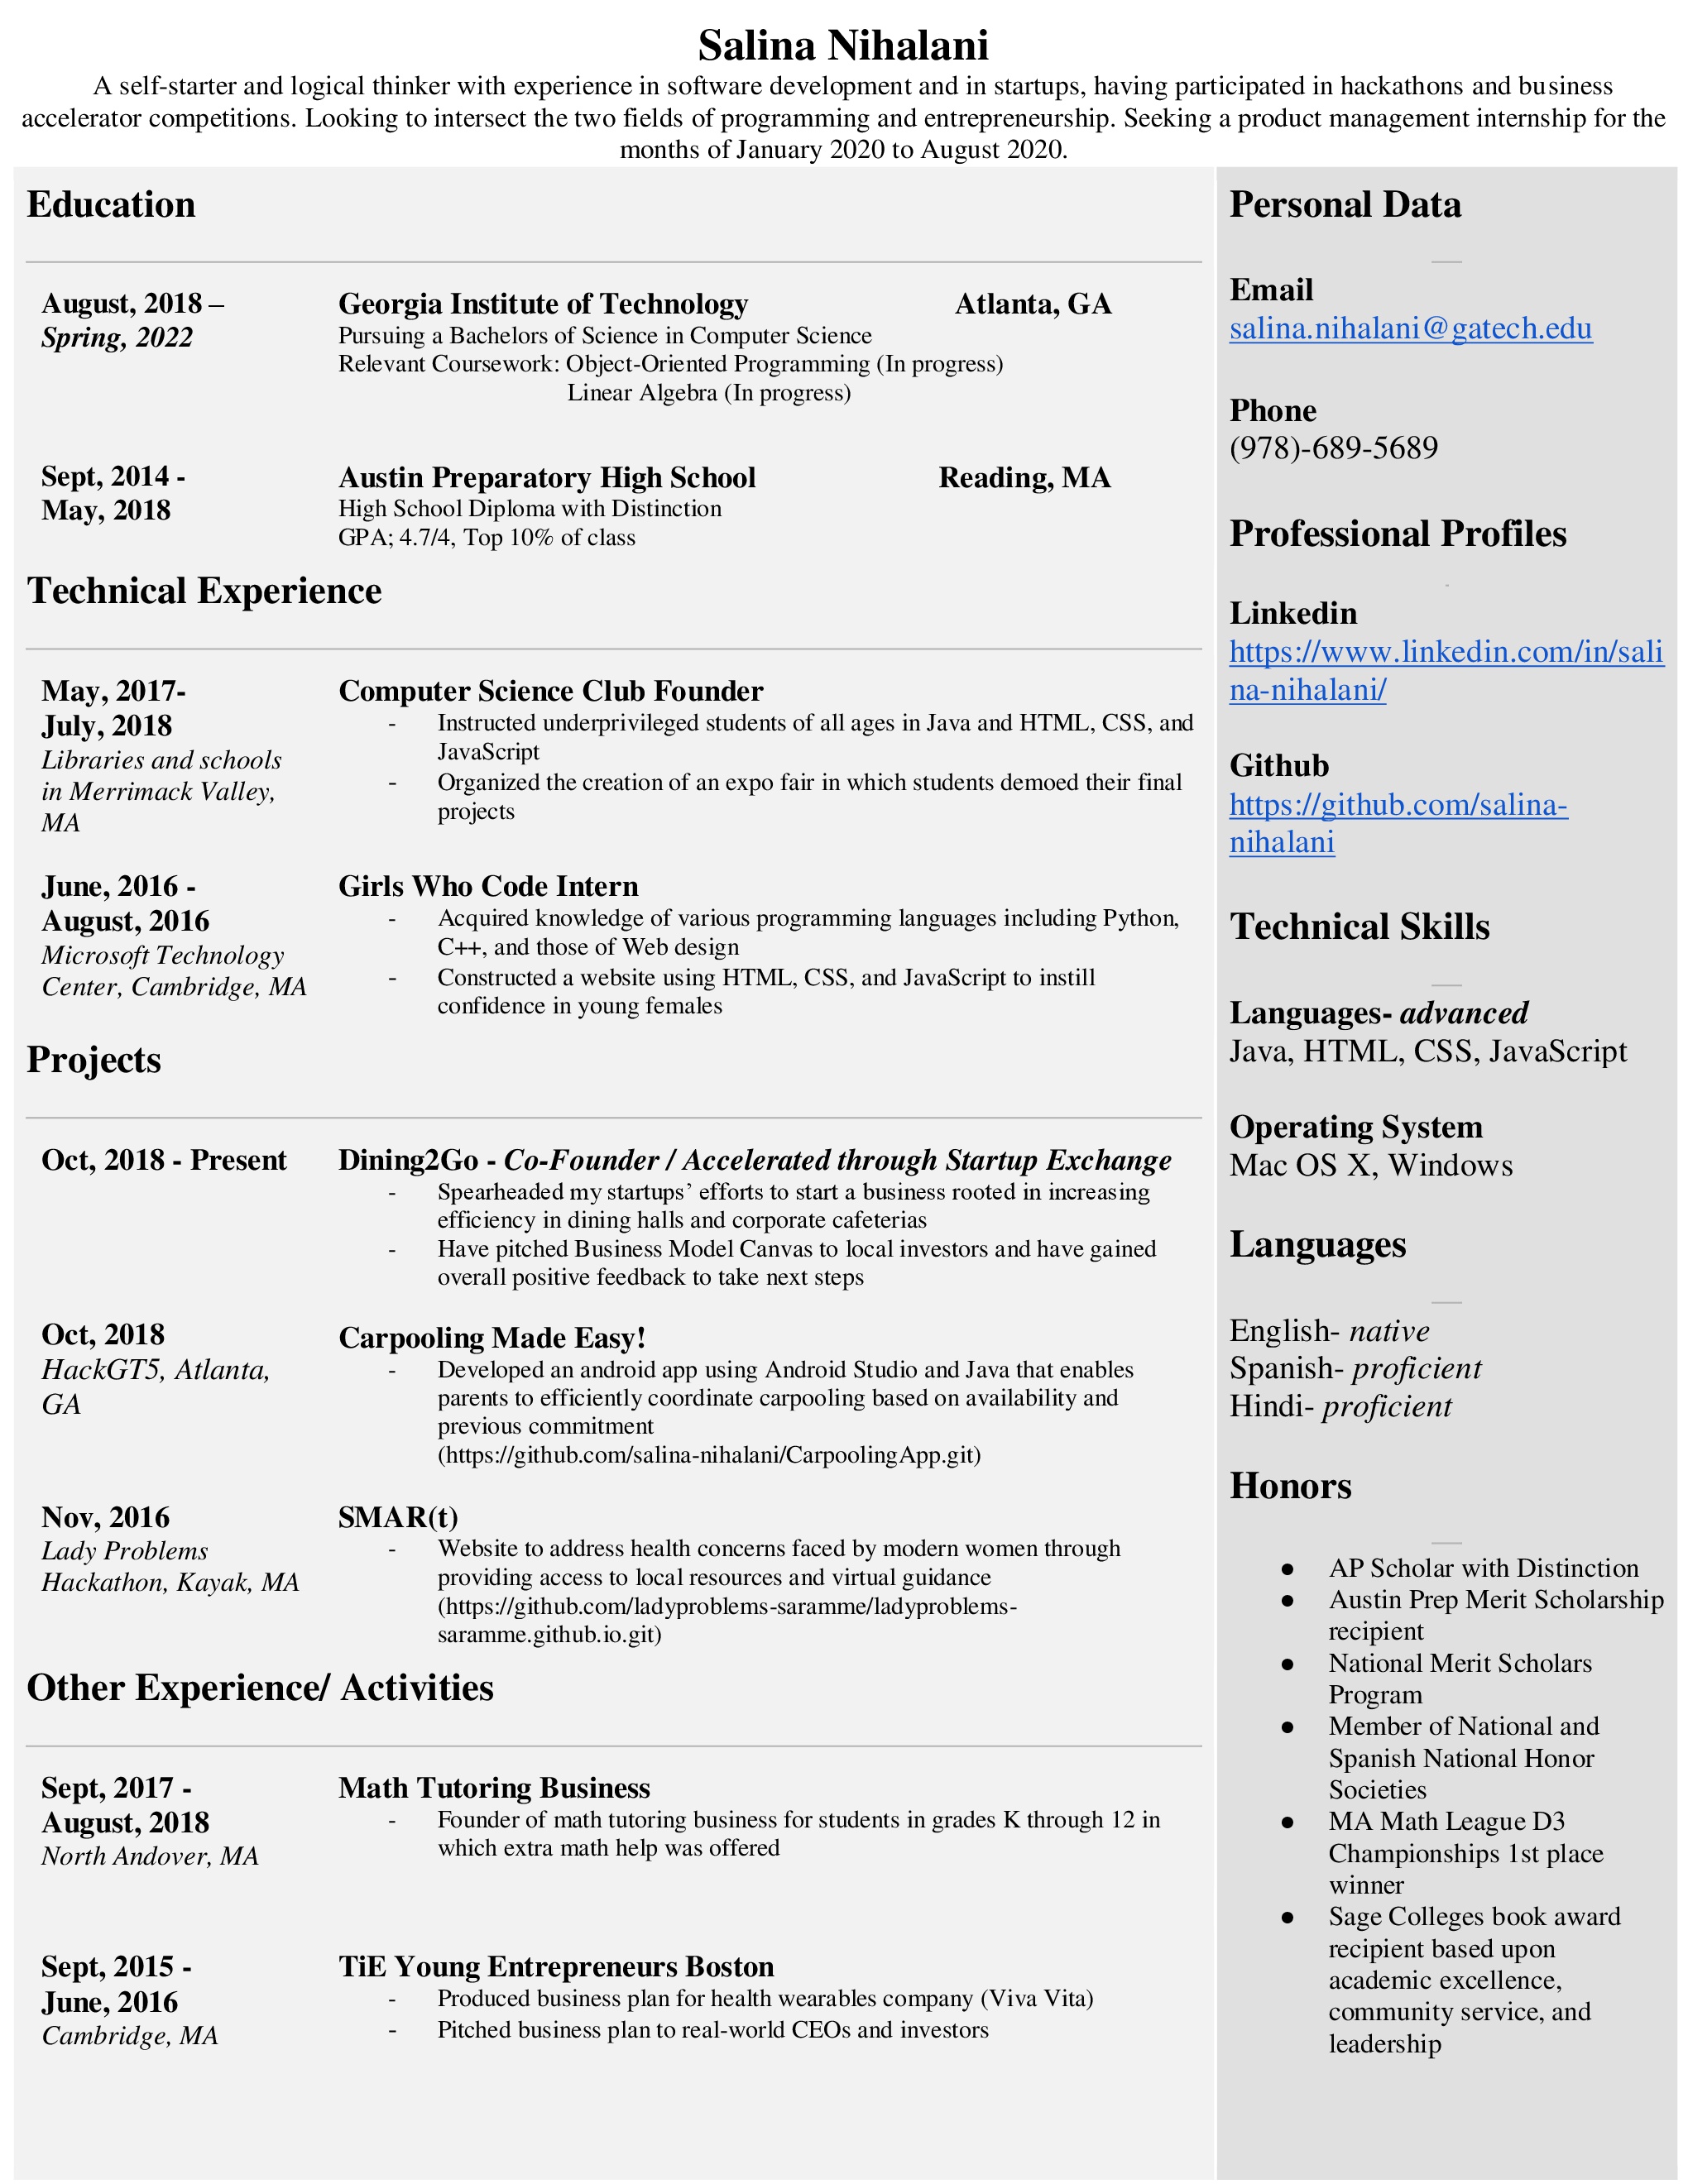 Salina Nihalani
A self-starter and logical thinker with experience in software development and in startups, having participated in hackathons and business
accelerator competitions. Looking to intersect the two fields of programming and entrepreneurship. Seeking a product management internship for the
months of January 2020 to August 2020.
Education
August, 2018 –
Spring, 2022
Georgia Institute of Technology Atlanta, GA
Pursuing a Bachelors of Science in Computer Science
Relevant Coursework: Object-Oriented Programming (In progress)
Linear Algebra (In progress)
Sept, 2014 -
May, 2018
Austin Preparatory High School Reading, MA
High School Diploma with Distinction
GPA; 4.7/4, Top 10% of class
Technical Experience
May, 2017-
July, 2018
Libraries and schools
in Merrimack Valley,
MA
Computer Science Club Founder
- Instructed underprivileged students of all ages in Java and HTML, CSS, and
JavaScript
- Organized the creation of an expo fair in which students demoed their final
projects
June, 2016 -
August, 2016
Microsoft Technology
Center, Cambridge, MA
Girls Who Code Intern
- Acquired knowledge of various programming languages including Python,
C++, and those of Web design
- Constructed a website using HTML, CSS, and JavaScript to instill
confidence in young females
Projects
Oct, 2018 - Present
Dining2Go - Co-Founder / Accelerated through Startup Exchange
- Spearheaded my startups’ efforts to start a business rooted in increasing
efficiency in dining halls and corporate cafeterias
- Have pitched Business Model Canvas to local investors and have gained
overall positive feedback to take next steps
Oct, 2018
HackGT5, Atlanta,
GA
Carpooling Made Easy!
- Developed an android app using Android Studio and Java that enables
parents to efficiently coordinate carpooling based on availability and
previous commitment
(https://github.com/salina-nihalani/CarpoolingApp.git)
Nov, 2016
Lady Problems
Hackathon, Kayak, MA
SMAR(t)
- Website to address health concerns faced by modern women through
providing access to local resources and virtual guidance
(https://github.com/ladyproblems-saramme/ladyproblems-
saramme.github.io.git)
Other Experience/ Activities
Sept, 2017 -
August, 2018
North Andover, MA
Math Tutoring Business
- Founder of math tutoring business for students in grades K through 12 in
which extra math help was offered
Sept, 2015 -
June, 2016
Cambridge, MA
TiE Young Entrepreneurs Boston
- Produced business plan for health wearables company (Viva Vita)
- Pitched business plan to real-world CEOs and investors
Personal Data
Email
salina.nihalani@gatech.edu
Phone
(978)-689-5689
Professional Profiles
Linkedin
https://www.linkedin.com/in/sali
na-nihalani/
Github
https://github.com/salina-
nihalani
Technical Skills
Languages- advanced
Java, HTML, CSS, JavaScript
Operating System
Mac OS X, Windows
Languages
English- native
Spanish- proficient
Hindi- proficient
Honors
● AP Scholar with Distinction
● Austin Prep Merit Scholarship
recipient
● National Merit Scholars
Program
● Member of National and
Spanish National Honor
Societies
● MA Math League D3
Championships 1st place
winner
● Sage Colleges book award
recipient based upon
academic excellence,
community service, and
leadership